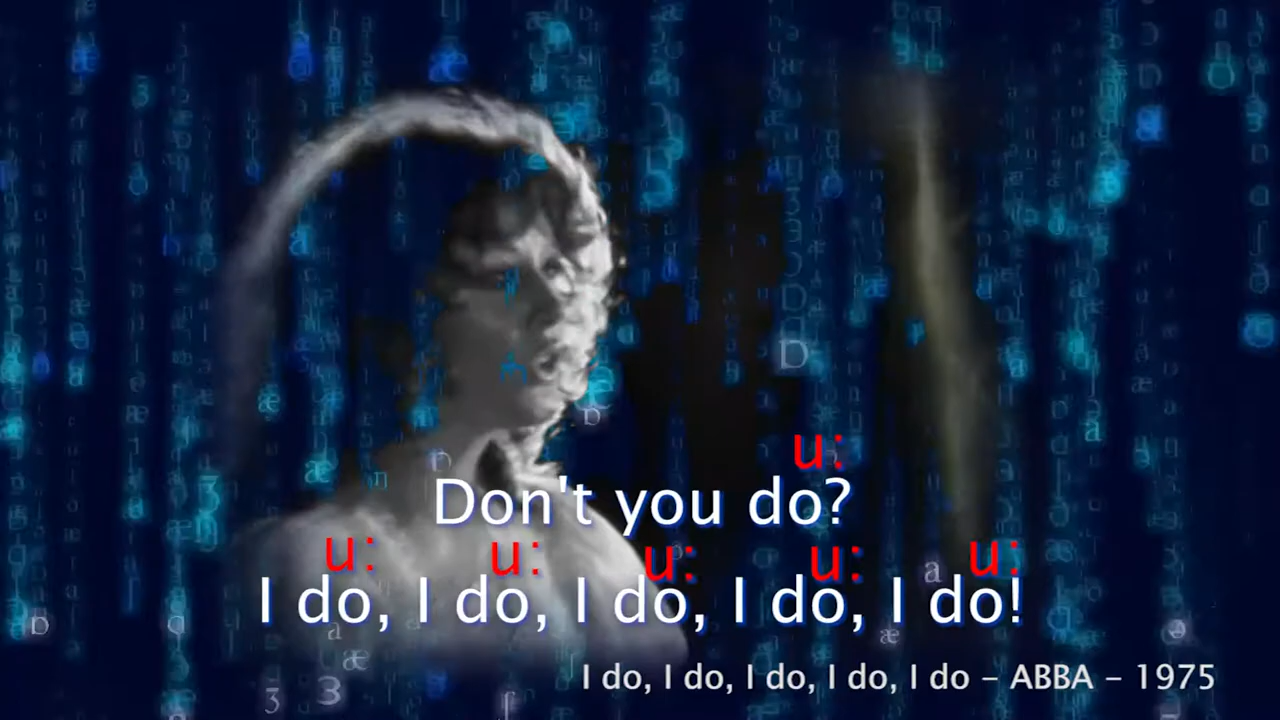 u:
Don't you do?
u: u: u: u: u:
I do, I do, I do, I do, I do!
I do, I do, I do, I do, I do – ABBA – 1975